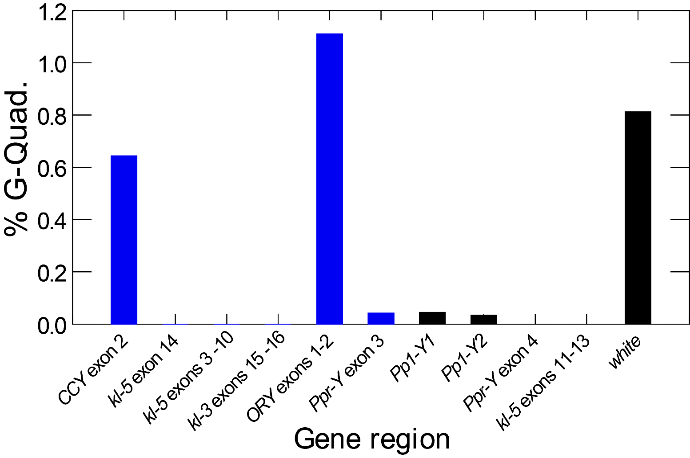 1.2
1.0
0.8
0.6
0.4
0.2
0.0
% G-Quad.
CCY exon 2
kl-5 exon 14
kl-5 exons 3 -10
kl-3 exons 15 -16
ORY exons 1-2
Ppr-Y exon 3
Pp1-Y1
Pp1-Y2
Ppr-Y exon 4
kl-5 exons 11-13
white
Gene region